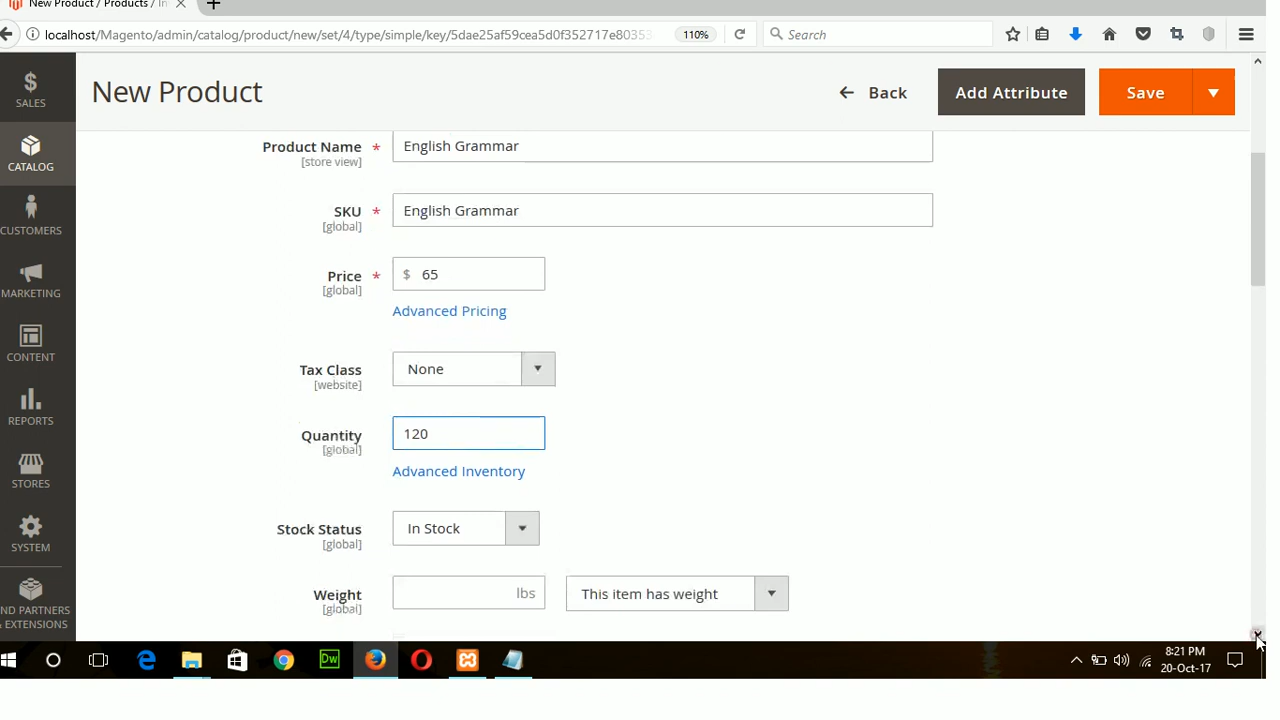 New Product / Products / In
localhost/Magento/admin/catalog/product/new/set/4/type/simple/key/5dae25af59cea5d0f352717e80353
110%
Search
$
SALES
CATALOG
CUSTOMERS
MARKETING
CONTENT
REPORTS
STORES
SYSTEM
ND PARTNERS
& EXTENSIONS
New Product
Back
Add Attribute
Save
Product Name * English Grammar
[store view]
SKU * English Grammar
[global]
Price * $ 65
[global]
Advanced Pricing
Tax Class None
[website]
Quantity 120
[global]
Advanced Inventory
Stock Status In Stock
[global]
Weight lbs This item has weight
[global]
Dw
8:21 PM
20-Oct-17